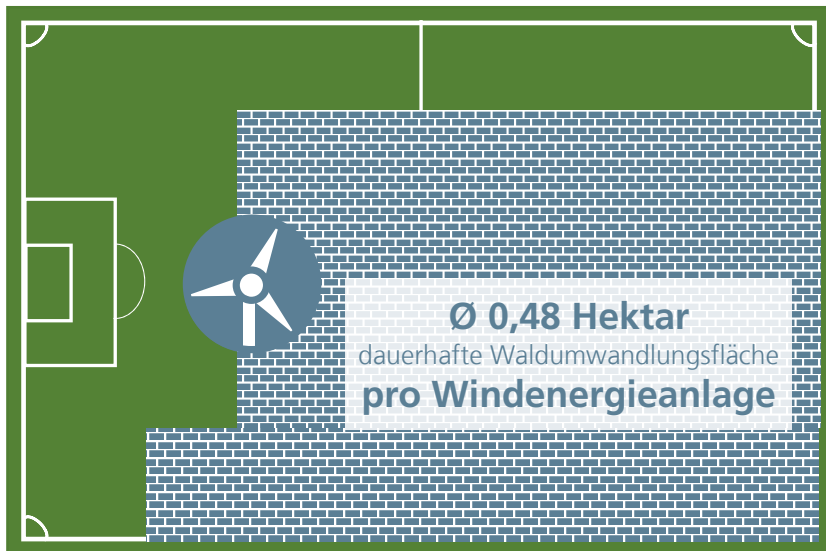 Ø 0,48 Hektar
dauerhafte Waldumwandlungsfläche
pro Windenergieanlage